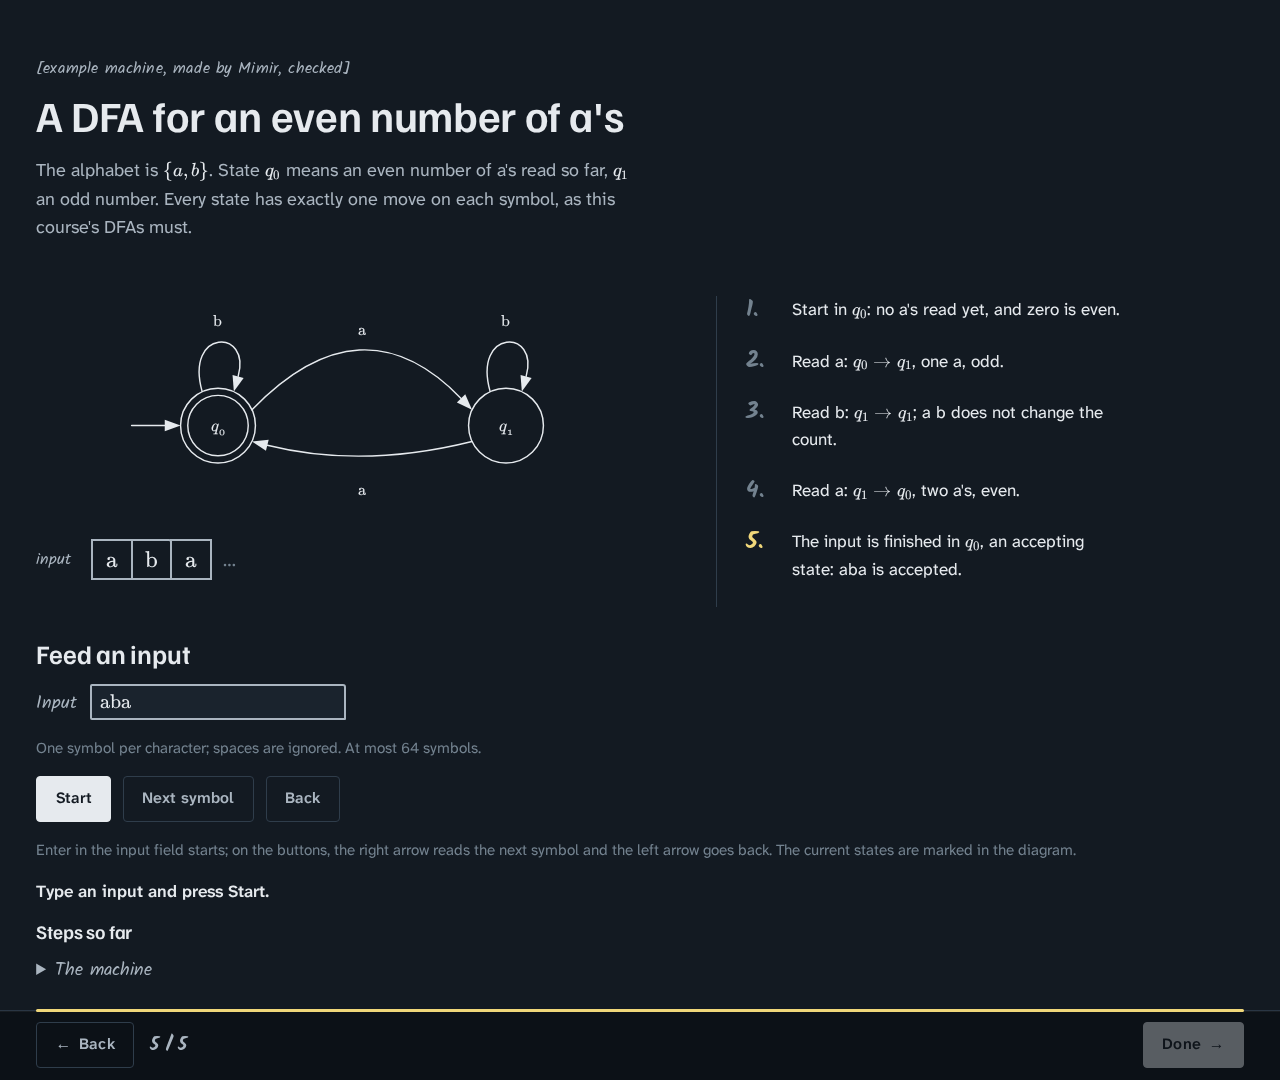 [example machine, made by Mimir, checked]
A DFA for an even number of a's
The alphabet is {a, b}. State q₀ means an even number of a's read so far, q₁
an odd number. Every state has exactly one move on each symbol, as this
course's DFAs must.
b
a
b
q₀
q₁
a
input a b a ...
1. Start in q₀: no a's read yet, and zero is even.
2. Read a: q₀ → q₁, one a, odd.
3. Read b: q₁ → q₁; a b does not change the
count.
4. Read a: q₁ → q₀, two a's, even.
5. The input is finished in q₀, an accepting
state: aba is accepted.
Feed an input
Input aba
One symbol per character; spaces are ignored. At most 64 symbols.
Start Next symbol Back
Enter in the input field starts; on the buttons, the right arrow reads the next symbol and the left arrow goes back. The current states are marked in the diagram.
Type an input and press Start.
Steps so far
▶ The machine
← Back 5 / 5 Done →